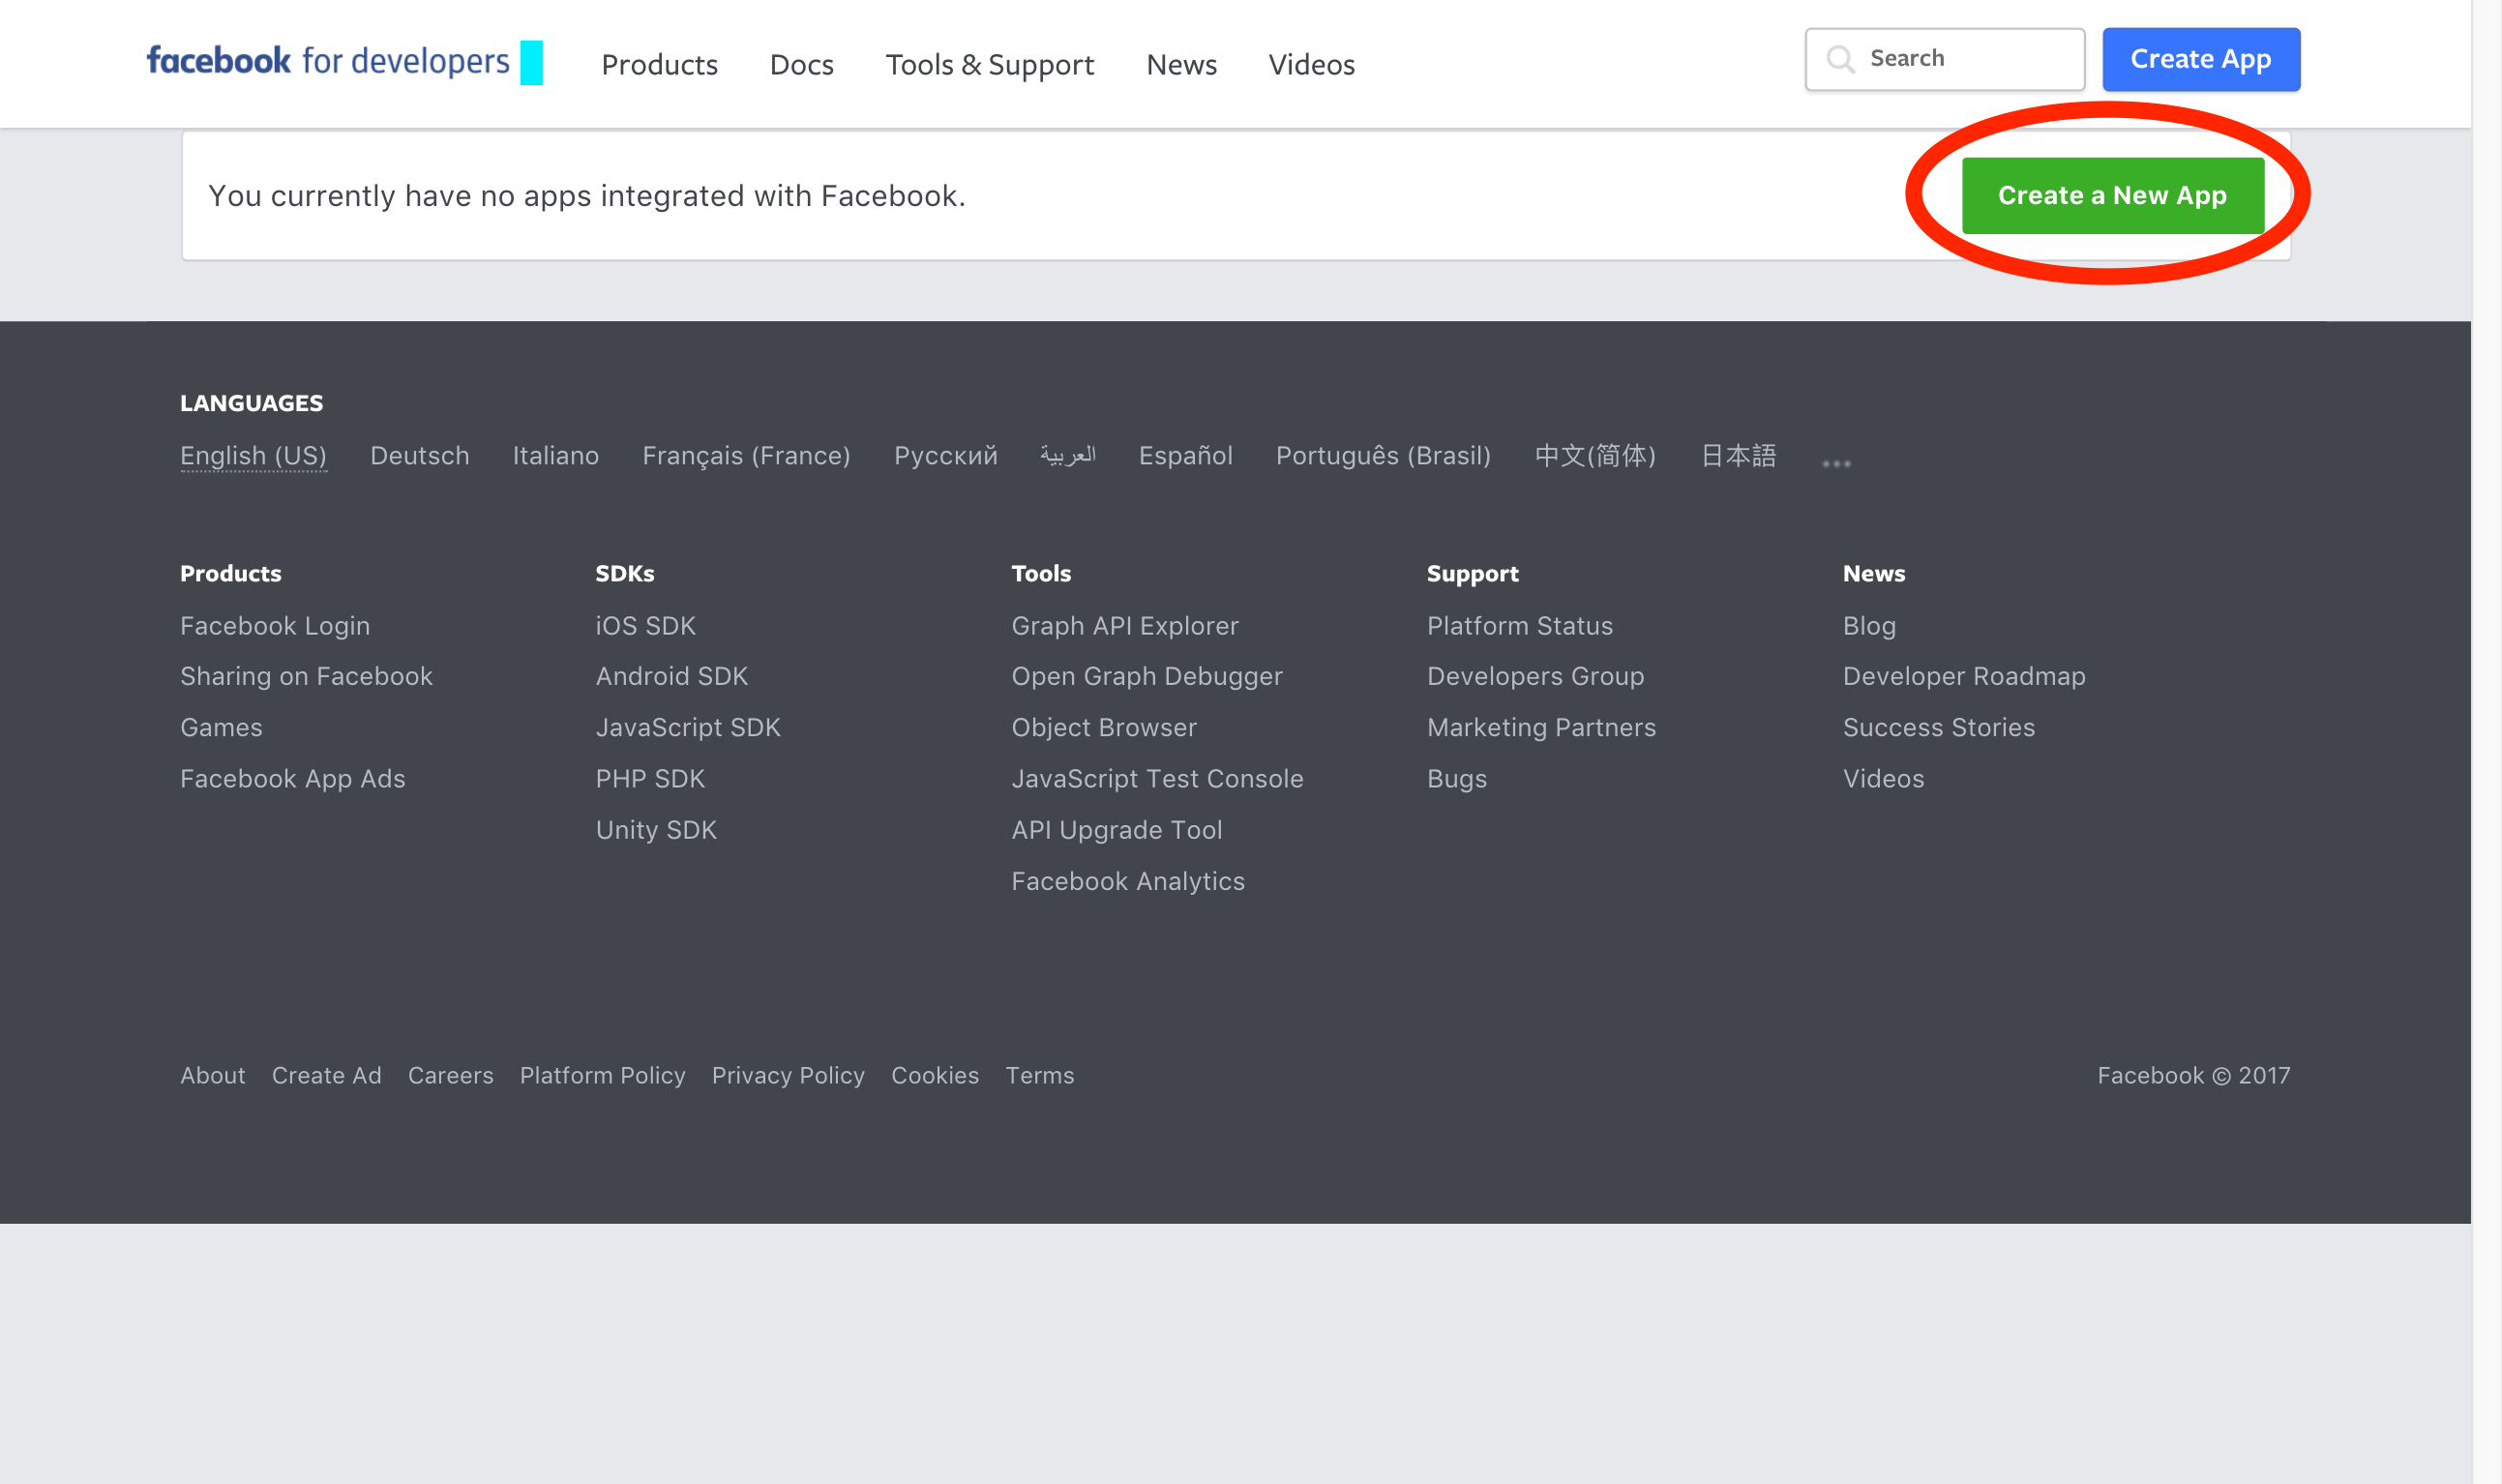 facebook for developers Products Docs Tools & Support News Videos Search Create App
You currently have no apps integrated with Facebook. Create a New App
LANGUAGES
English (US) Deutsch Italiano Français (France) Русский العربية Español Português (Brasil) 中文(简体) 日本語 ...
Products SDKs Tools Support News
Facebook Login iOS SDK Graph API Explorer Platform Status Blog
Sharing on Facebook Android SDK Open Graph Debugger Developers Group Developer Roadmap
Games JavaScript SDK Object Browser Marketing Partners Success Stories
Facebook App Ads PHP SDK JavaScript Test Console Bugs Videos
Unity SDK API Upgrade Tool
Facebook Analytics
About Create Ad Careers Platform Policy Privacy Policy Cookies Terms Facebook © 2017